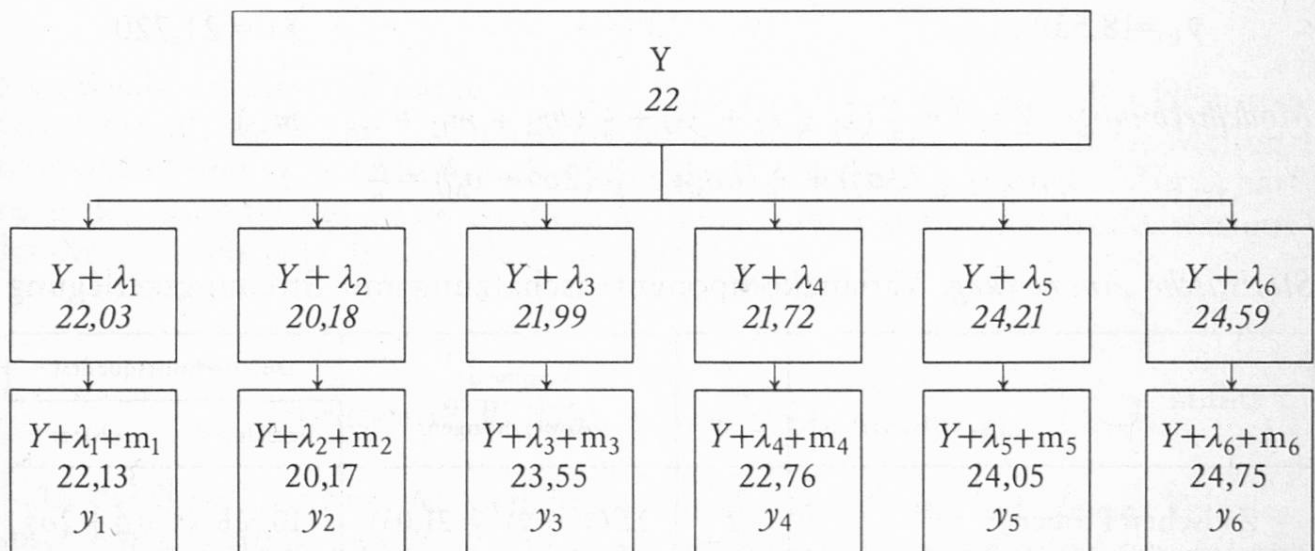 Y
22
Y + λ₁
22,03
Y + λ₂
20,18
Y + λ₃
21,99
Y + λ₄
21,72
Y + λ₅
24,21
Y + λ₆
24,59
Y+λ₁+m₁
22,13
y₁
Y+λ₂+m₂
20,17
y₂
Y+λ₃+m₃
23,55
y₃
Y+λ₄+m₄
22,76
y₄
Y+λ₅+m₅
24,05
y₅
Y+λ₆+m₆
24,75
y₆